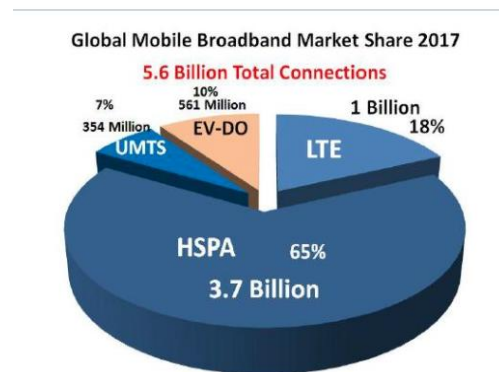 Global Mobile Broadband Market Share 2017
5.6 Billion Total Connections
10%
7%
561 Million
1 Billion
354 Million
EV-DO
18%
UMTS
LTE
HSPA
65%
3.7 Billion